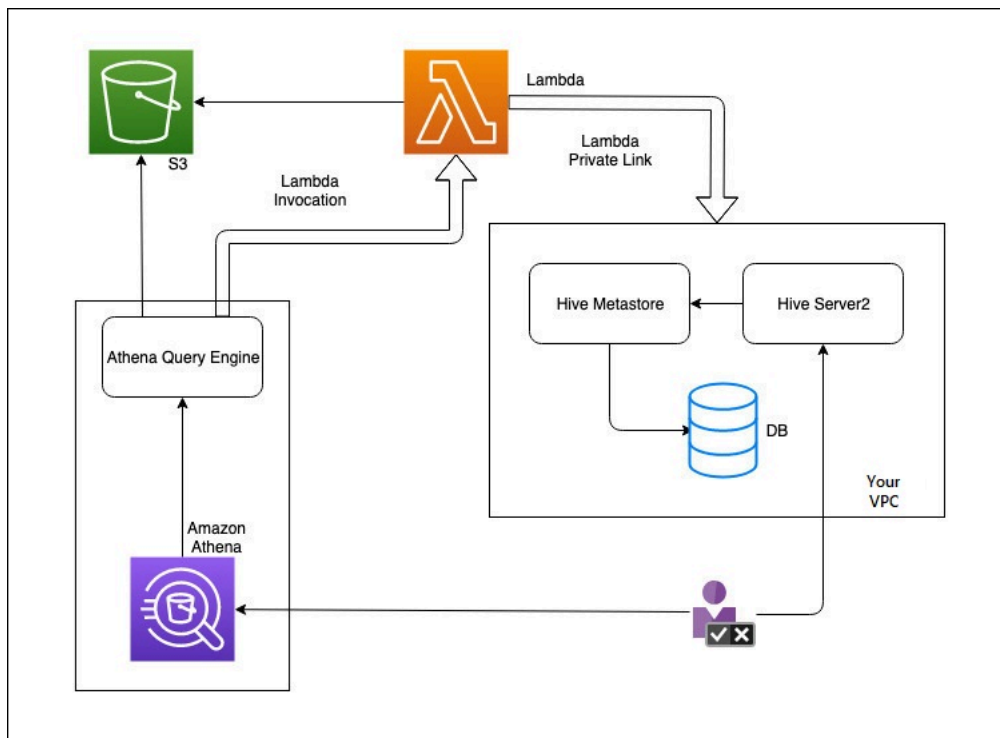 Lambda
S3
Lambda
Private Link
Lambda
Invocation
Hive Metastore
Hive Server2
Athena Query Engine
DB
Your
VPC
Amazon
Athena